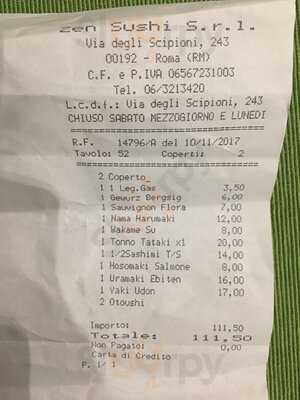 Zen Sushi S.r.l.
Via degli Scipioni, 243
00192 - Roma (RM)
C.F. e P.IVA 06567231003
Tel. 06/3213420
L.c.d.f.: Via degli Scipioni, 243
CHIUSO SABATO MEZZOGIORNO E LUNEDI
R.F. 14796/A del 10/11/2017
Tavolo: 52 Coperti: 2
2 Coperto
1 1 Leg.Gas 3,50
1 Gewurz Bergsig 6,00
1 Sauvignon Flora 7,00
1 Nama Harumaki 12,00
1 Wakame Su 8,00
1 Tonno Tataki x1 20,00
1 1/2Sashimi T/S 14,00
1 Hosomaki Salmone 8,00
1 Uramaki Ebiten 16,00
1 Yaki Udon 17,00
2 Otoushi
Importo: 111,50
Totale: 111,50
Non Pagato: 0,00
Carta di Credito
P. 1/ 1